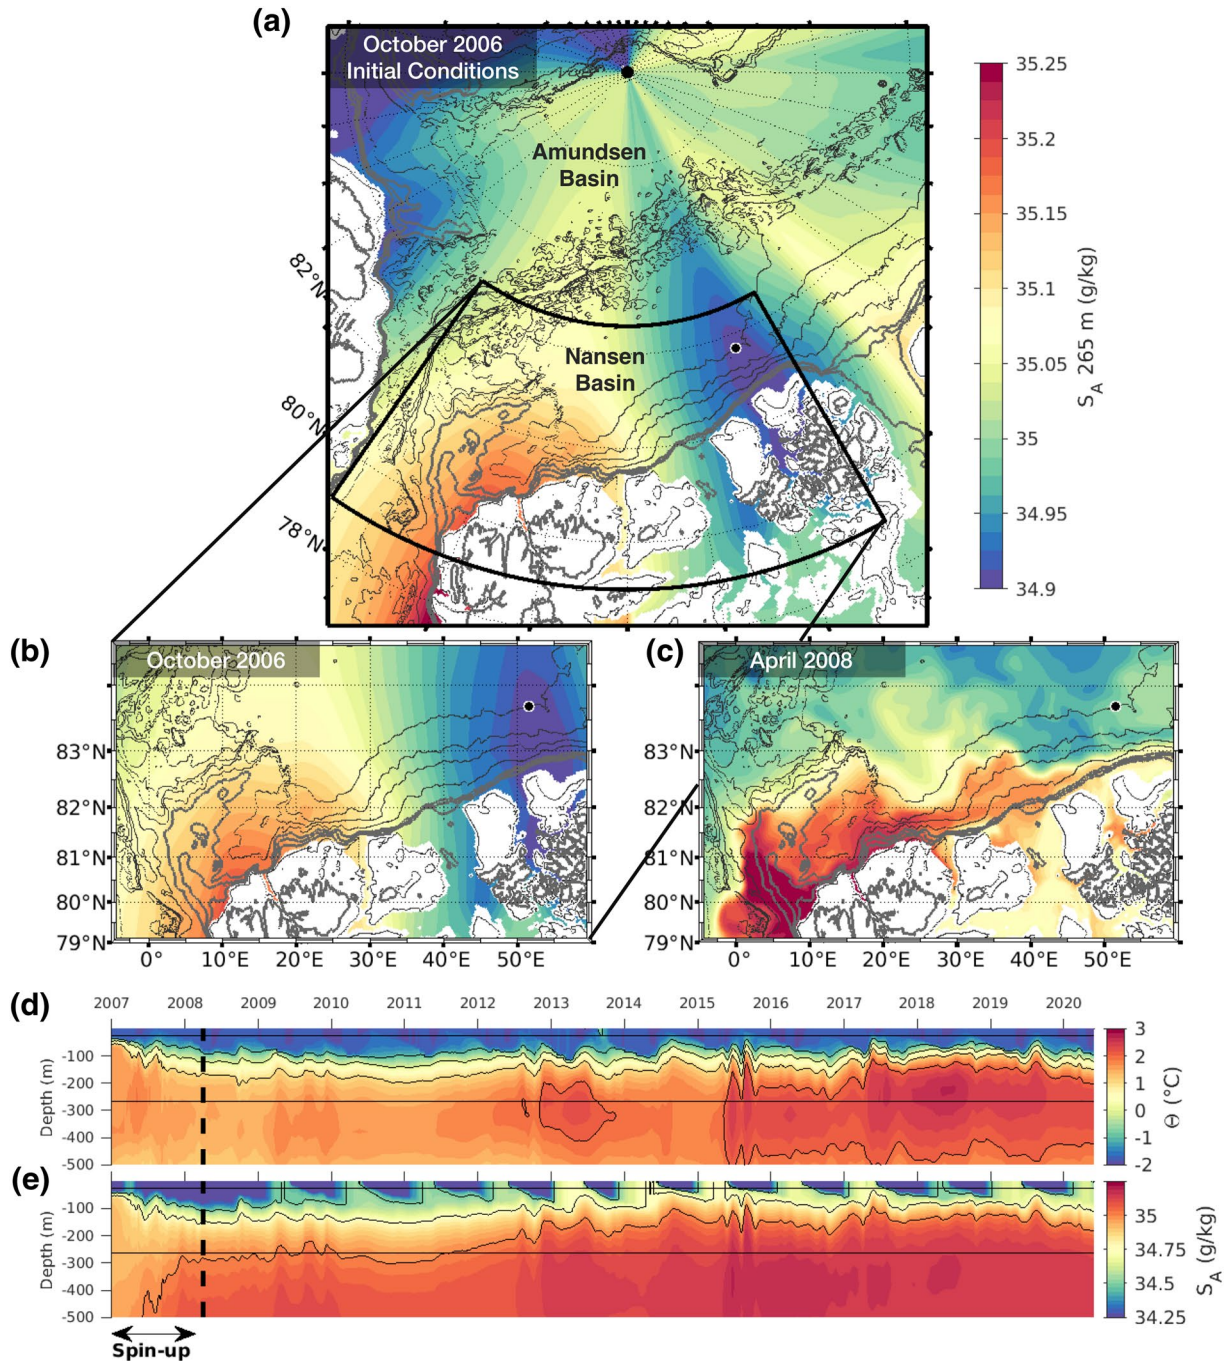 (a)
October 2006
Initial Conditions
Amundsen
Basin
Nansen
Basin
82°N
80°N
78°N
35.25
35.2
35.15
35.1
35.05
35
34.95
34.9
S_A 265 m (g/kg)
(b)
October 2006
83°N
82°N
81°N
80°N
79°N
0°
10°E
20°E
30°E
40°E
50°E
(c)
April 2008
83°N
82°N
81°N
80°N
79°N
0°
10°E
20°E
30°E
40°E
50°E
(d)
2007 2008 2009 2010 2011 2012 2013 2014 2015 2016 2017 2018 2019 2020
-100
-200
-300
-400
-500
Depth (m)
3
2
1
0
-1
-2
Θ (°C)
(e)
-100
-200
-300
-400
-500
Depth (m)
35
34.75
34.5
34.25
S_A (g/kg)
Spin-up